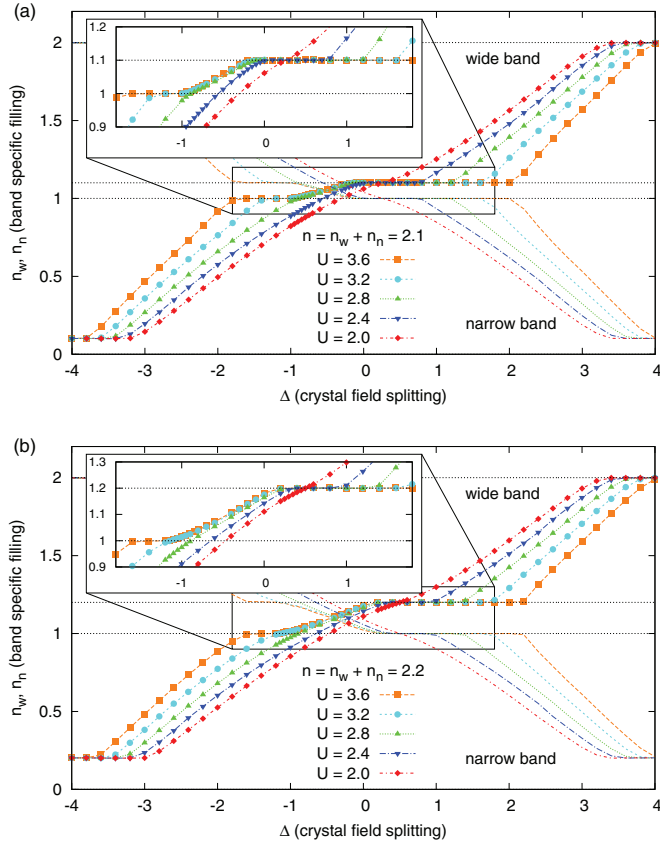 (a)
1.2
1.1
1
0.9
-1
0
1
wide band
n = n_w + n_n = 2.1
U = 3.6
U = 3.2
U = 2.8
U = 2.4
U = 2.0
narrow band
2
1.5
1
0.5
0
n_w, n_n (band specific filling)
-4 -3 -2 -1 0 1 2 3 4
Δ (crystal field splitting)
(b)
1.3
1.2
1.1
1
0.9
-1
0
1
wide band
n = n_w + n_n = 2.2
U = 3.6
U = 3.2
U = 2.8
U = 2.4
U = 2.0
narrow band
2
1.5
1
0.5
0
n_w, n_n (band specific filling)
-4 -3 -2 -1 0 1 2 3 4
Δ (crystal field splitting)